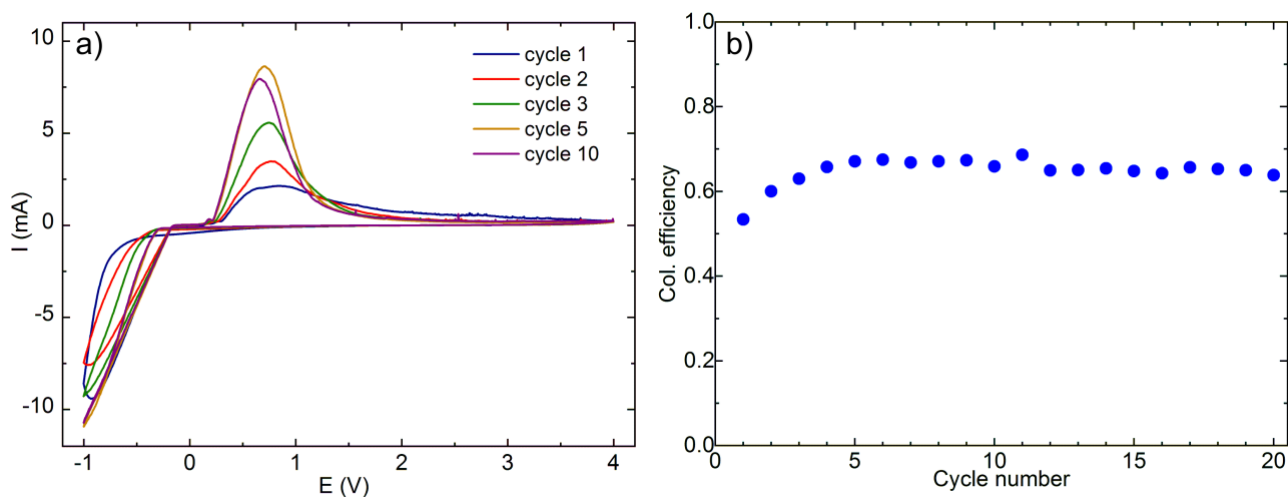 a)
10
5
0
-5
-10
I (mA)
-1
0
1
2
3
4
E (V)
cycle 1
cycle 2
cycle 3
cycle 5
cycle 10
b)
1.0
0.8
0.6
0.4
0.2
0.0
Col. efficiency
0
5
10
15
20
Cycle number